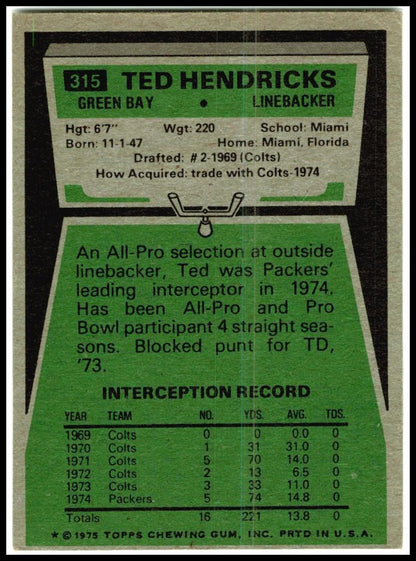 315 TED HENDRICKS
GREEN BAY • LINEBACKER
Hgt: 6'7" Wgt: 220 School: Miami
Born: 11-1-47 Home: Miami, Florida
Drafted: #2-1969 (Colts)
How Acquired: trade with Colts-1974
An All-Pro selection at outside
linebacker, Ted was Packers'
leading interceptor in 1974.
Has been All-Pro and Pro
Bowl participant 4 straight sea-
sons. Blocked punt for TD,
'73.
INTERCEPTION RECORD
YEAR TEAM NO. YDS. AVG. TDS.
1969 Colts 0 0 0.0 0
1970 Colts 1 31 31.0 0
1971 Colts 5 70 14.0 0
1972 Colts 2 13 6.5 0
1973 Colts 3 33 11.0 0
1974 Packers 5 74 14.8 0
Totals 16 221 13.8 0
★ © 1975 TOPPS CHEWING GUM, INC. PRTD IN U.S.A.